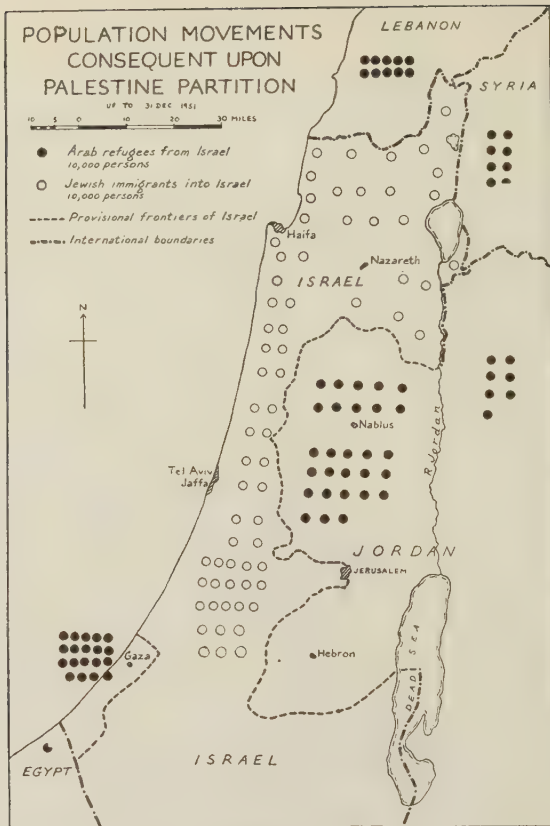 POPULATION MOVEMENTS
CONSEQUENT UPON
PALESTINE PARTITION
UP TO 31 DEC 1951
10 5 0 10 20 30 MILES
Arab refugees from Israel
10,000 persons
Jewish immigrants into Israel
10,000 persons
Provisional frontiers of Israel
International boundaries
LEBANON
SYRIA
Haifa
Nazareth
ISRAEL
N
Nablus
R. Jordan
Tel Aviv
Jaffa
JORDAN
JERUSALEM
Gaza
Hebron
DEAD SEA
ISRAEL
EGYPT